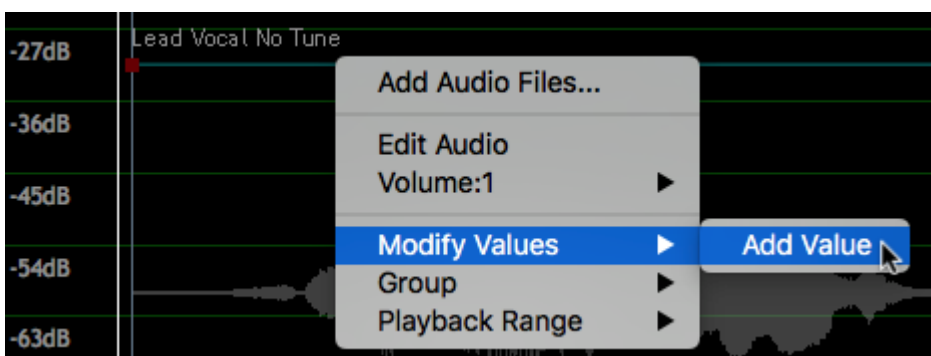 Lead Vocal No Tune
-27dB
Add Audio Files...
-36dB
Edit Audio
Volume:1
-45dB
Modify Values
Add Value
-54dB
Group
Playback Range
-63dB